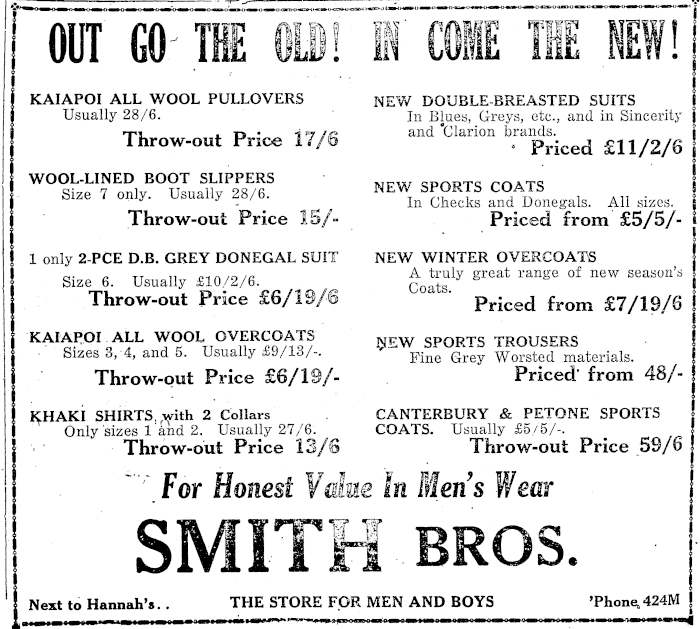 OUT GO THE OLD! IN COME THE NEW!
KAIAPOI ALL WOOL PULLOVERS
Usually 28/6.
Throw-out Price 17/6
WOOL-LINED BOOT SLIPPERS
Size 7 only. Usually 28/6.
Throw-out Price 15/-
1 only 2-PCE D.B. GREY DONEGAL SUIT
Size 6. Usually £10/2/6.
Throw-out Price £6/19/6
KAIAPOI ALL WOOL OVERCOATS
Sizes 3, 4, and 5. Usually £9/13/-.
Throw-out Price £6/19/-
KHAKI SHIRTS, with 2 Collars
Only sizes 1 and 2. Usually 27/6.
Throw-out Price 13/6
NEW DOUBLE-BREASTED SUITS
In Blues, Greys, etc., and in Sincerity
and Clarion brands.
Priced £11/2/6
NEW SPORTS COATS
In Checks and Donegals. All sizes.
Priced from £5/5/-
NEW WINTER OVERCOATS
A truly great range of new season's
Coats.
Priced from £7/19/6
NEW SPORTS TROUSERS
Fine Grey Worsted materials.
Priced from 48/-
CANTERBURY & PETONE SPORTS
COATS. Usually £5/5/-.
Throw-out Price 59/6
For Honest Value In Men's Wear
SMITH BROS.
Next to Hannah's.. THE STORE FOR MEN AND BOYS 'Phone 424M